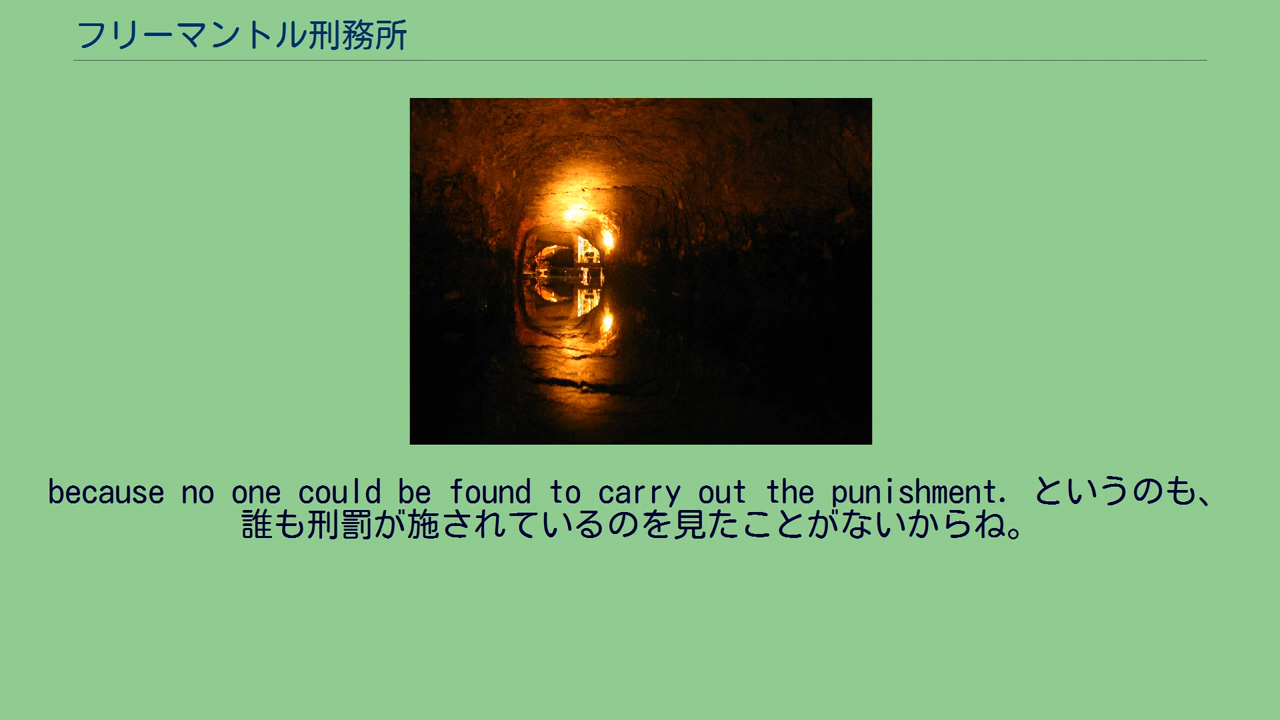 フリーマントル刑務所
because no one could be found to carry out the punishment. というのも、
誰も刑罰が施されているのを見たことがないからね。